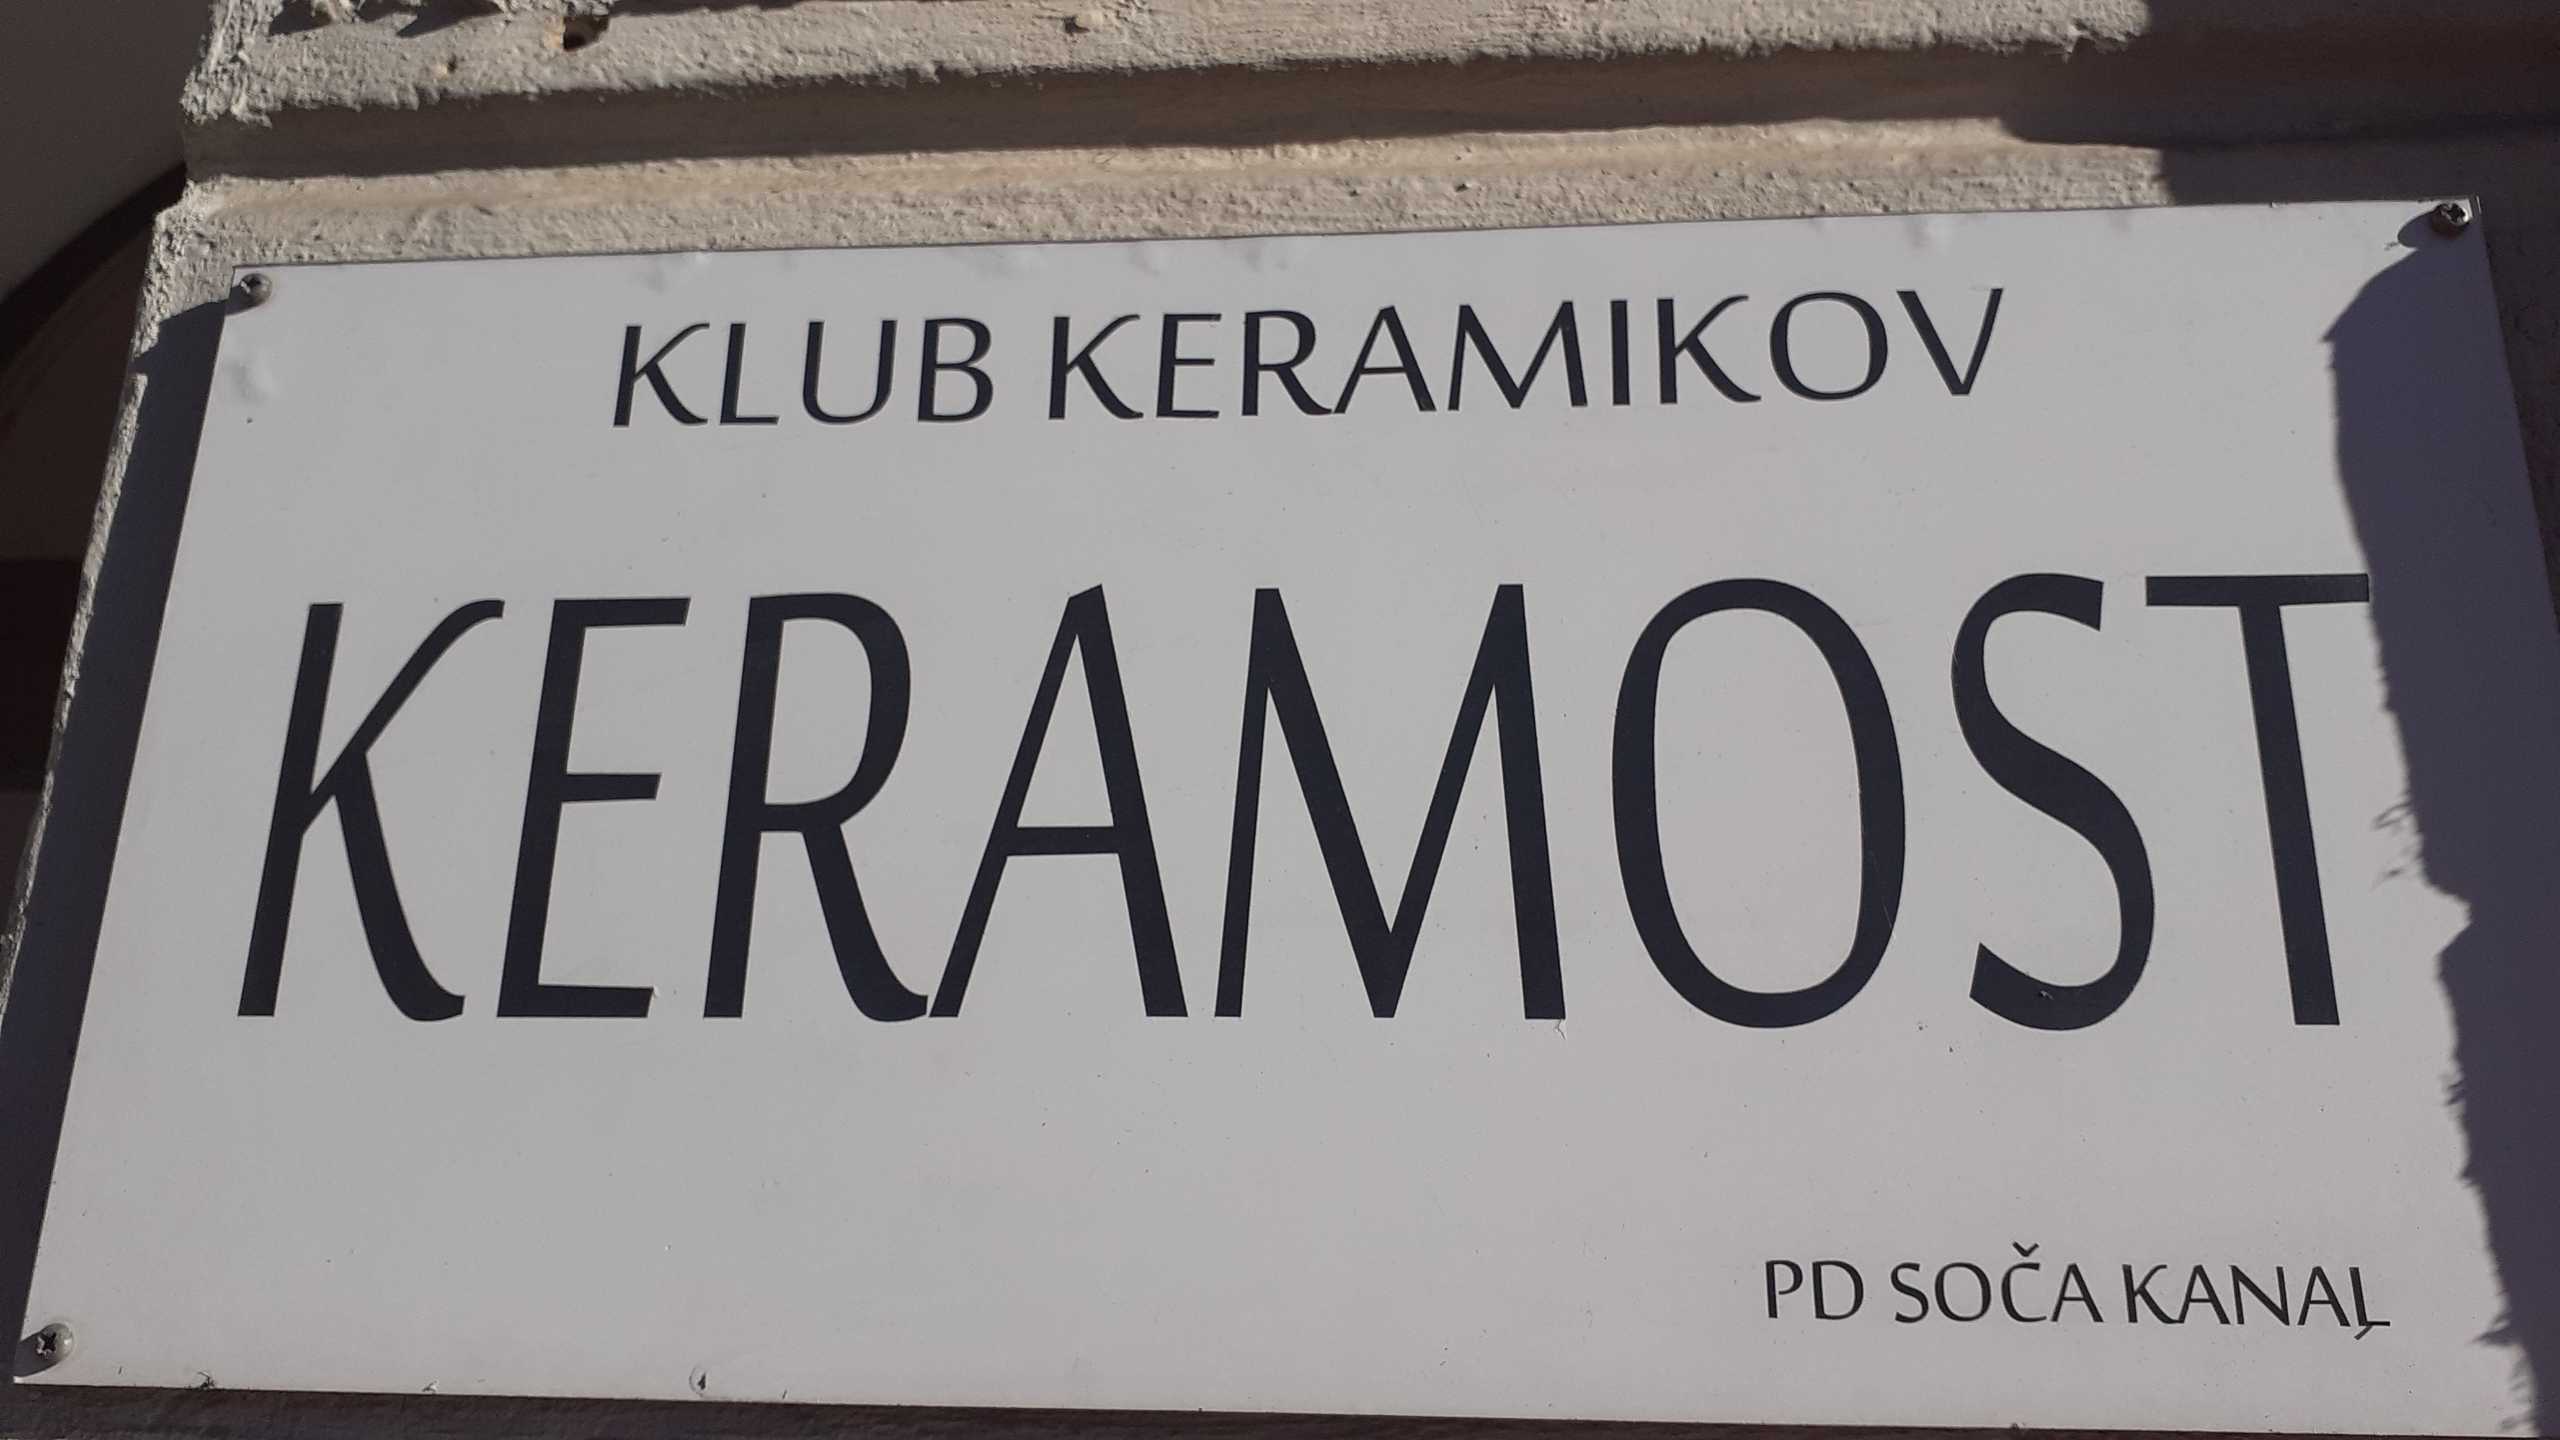 KLUB KERAMIKOV
KERAMOST
PD SOČA KANAL